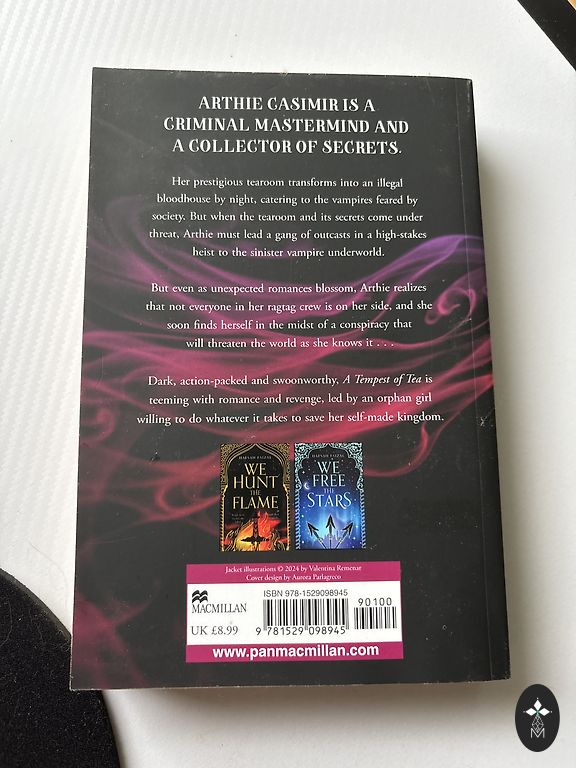 ARTHIE CASIMIR IS A
CRIMINAL MASTERMIND AND
A COLLECTOR OF SECRETS.
Her prestigious tearoom transforms into an illegal
bloodhouse by night, catering to the vampires feared by
society. But when the tearoom and its secrets come under
threat, Arthie must lead a gang of outcasts in a high-stakes
heist to the sinister vampire underworld.
But even as unexpected romances blossom, Arthie realizes
that not everyone in her ragtag crew is on her side, and she
soon finds herself in the midst of a conspiracy that
will threaten the world as she knows it . . .
Dark, action-packed and swoonworthy, A Tempest of Tea is
teeming with romance and revenge, led by an orphan girl
willing to do whatever it takes to save her self-made kingdom.
HAFSAH FAIZAL
WE
HUNT
THE
FLAME
HAFSAH FAIZAL
WE
FREE
THE
STARS
Jacket illustrations © 2024 by Valentina Remenar
Cover design by Aurora Parlagreco
MACMILLAN
UK £8.99
ISBN 978-1529098945
90100
9 781529 098945
www.panmacmillan.com
M